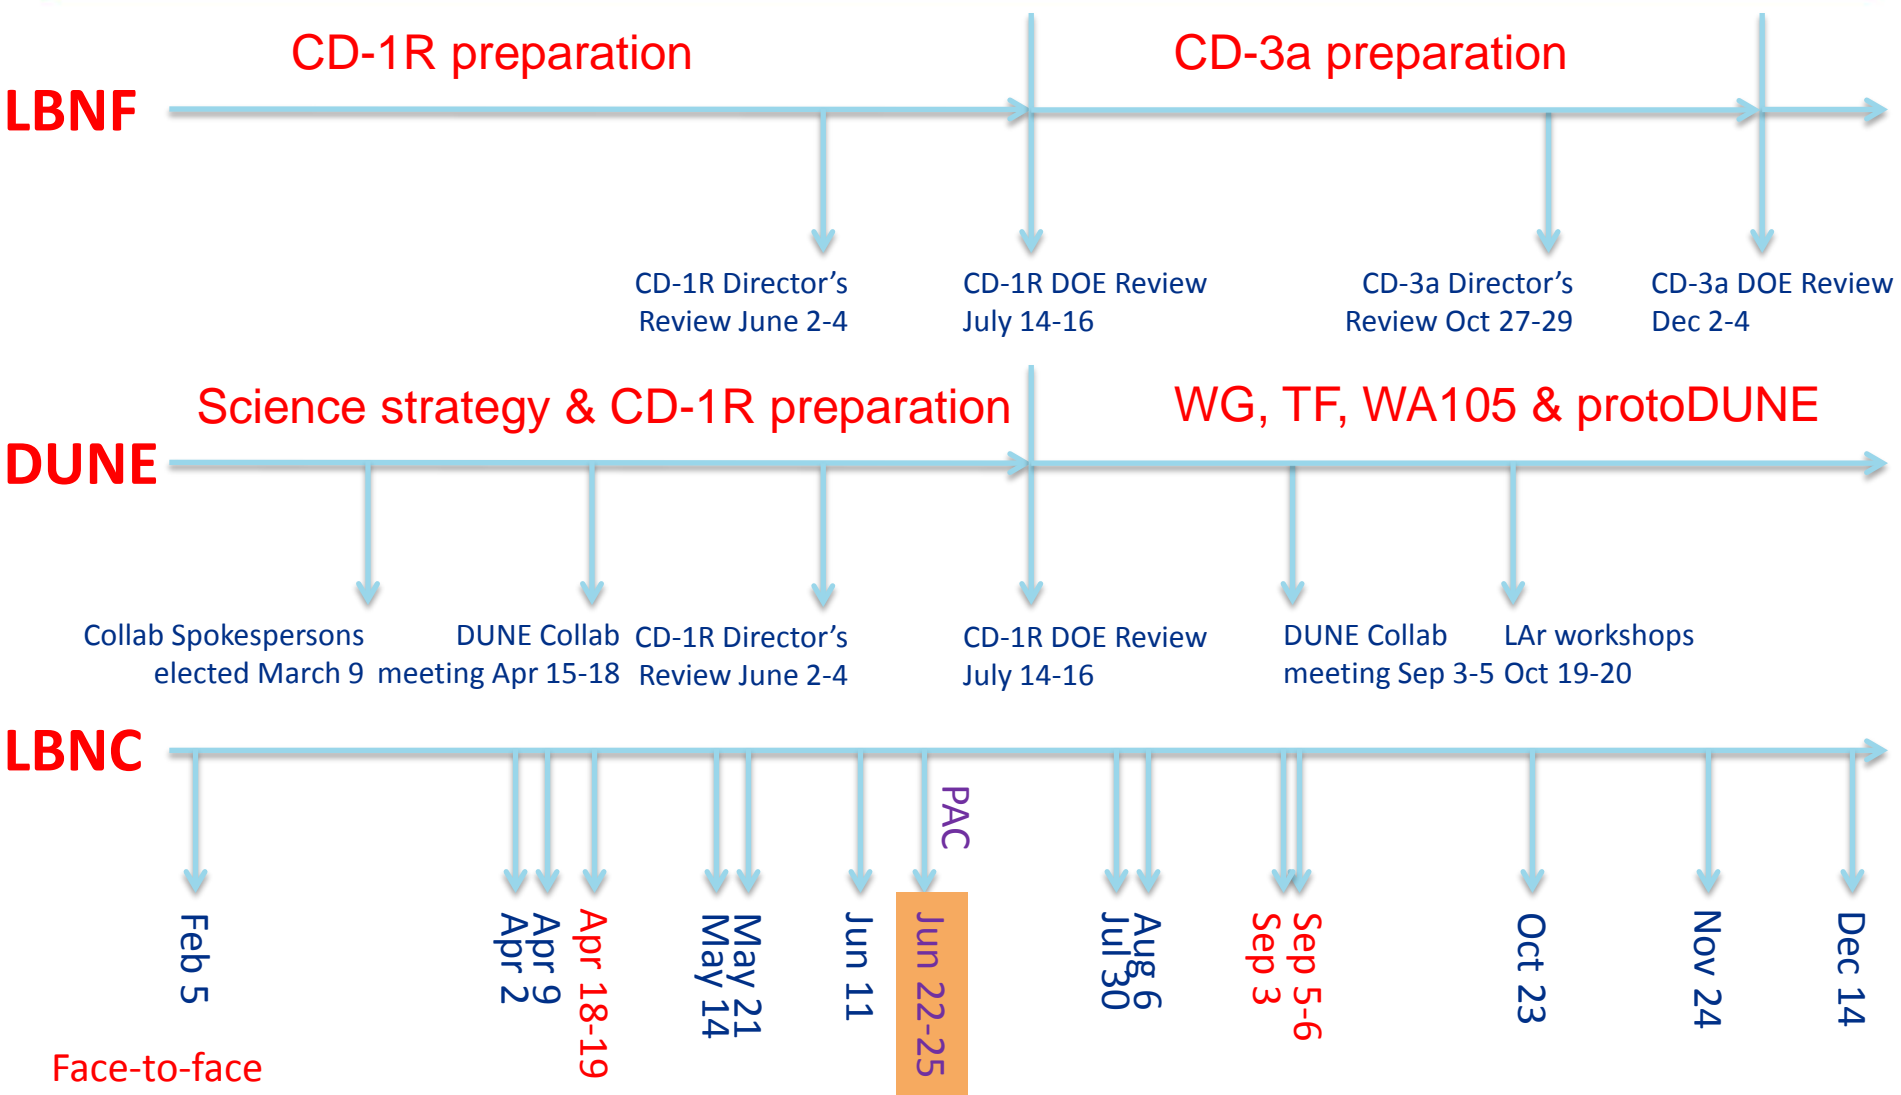 CD-1R preparation
CD-3a preparation
LBNF
CD-1R Director’s
Review June 2-4
CD-1R DOE Review
July 14-16
CD-3a Director’s
Review Oct 27-29
CD-3a DOE Review
Dec 2-4
Science strategy & CD-1R preparation
WG, TF, WA105 & protoDUNE
DUNE
Collab Spokespersons
elected March 9
DUNE Collab
meeting Apr 15-18
CD-1R Director’s
Review June 2-4
CD-1R DOE Review
July 14-16
DUNE Collab
meeting Sep 3-5
LAr workshops
Oct 19-20
LBNC
PAC
Feb 5
Apr 2
Apr 9
Apr 18-19
May 14
May 21
Jun 11
Jun 22-25
Jul 30
Aug 6
Sep 3
Sep 5-6
Oct 23
Nov 24
Dec 14
Face-to-face